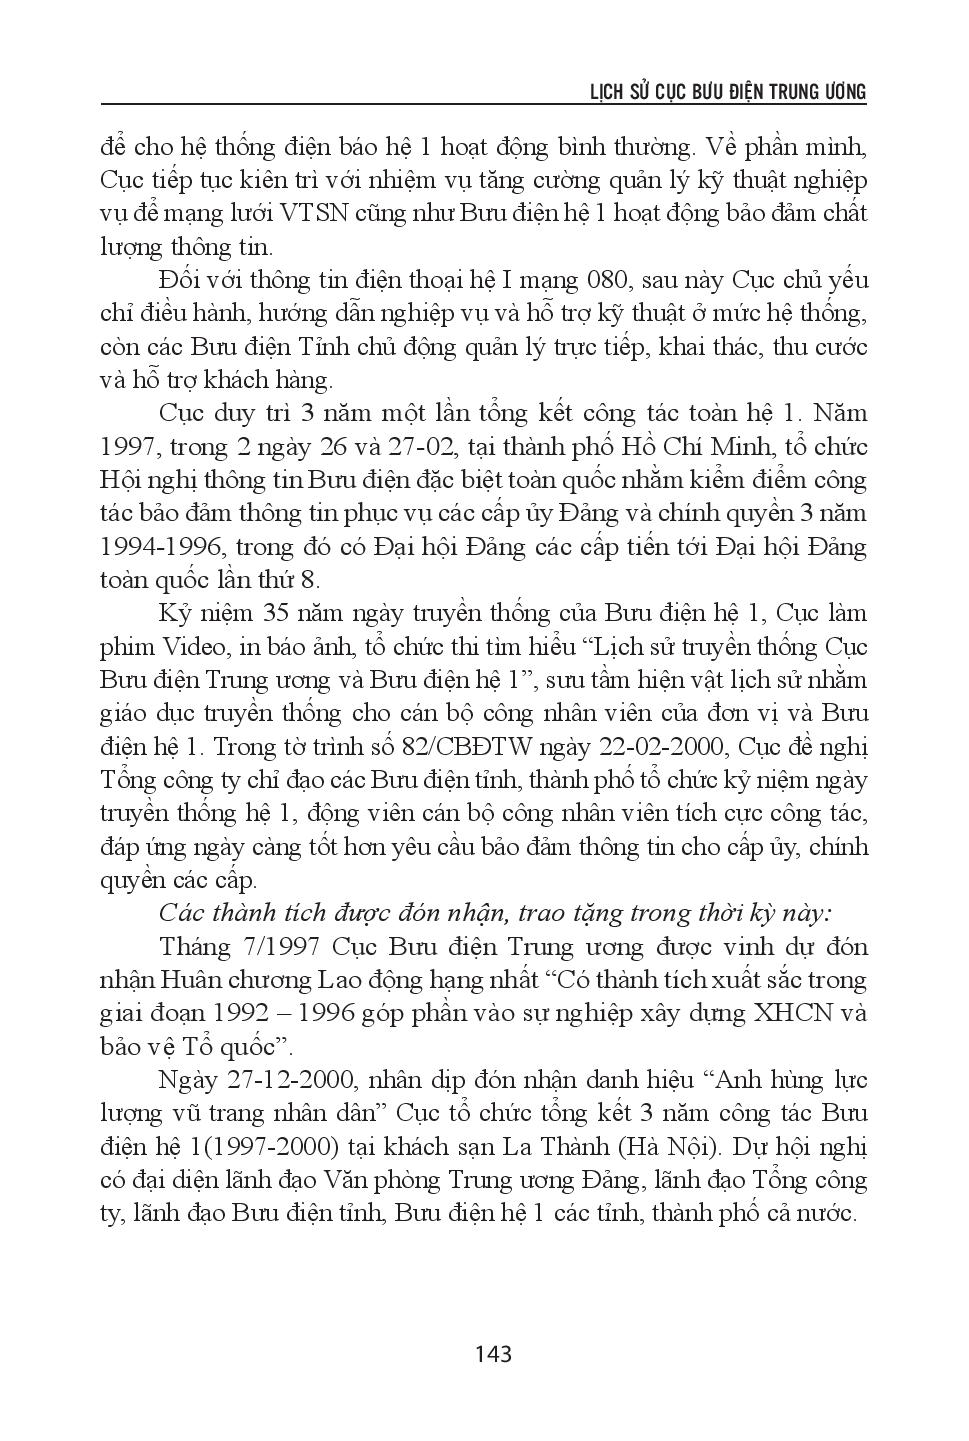 LỊCH SỬ CỤC BƯU ĐIỆN TRUNG ƯƠNG
để cho hệ thống điện báo hệ 1 hoạt động bình thường. Về phần mình,
Cục tiếp tục kiên trì với nhiệm vụ tăng cường quản lý kỹ thuật nghiệp
vụ để mạng lưới VTSN cũng như Bưu điện hệ 1 hoạt động bảo đảm chất
lượng thông tin.
Đối với thông tin điện thoại hệ I mạng 080, sau này Cục chủ yếu
chỉ điều hành, hướng dẫn nghiệp vụ và hỗ trợ kỹ thuật ở mức hệ thống,
còn các Bưu điện Tỉnh chủ động quản lý trực tiếp, khai thác, thu cước
và hỗ trợ khách hàng.
Cục duy trì 3 năm một lần tổng kết công tác toàn hệ 1. Năm
1997, trong 2 ngày 26 và 27-02, tại thành phố Hồ Chí Minh, tổ chức
Hội nghị thông tin Bưu điện đặc biệt toàn quốc nhằm kiểm điểm công
tác bảo đảm thông tin phục vụ các cấp ủy Đảng và chính quyền 3 năm
1994-1996, trong đó có Đại hội Đảng các cấp tiến tới Đại hội Đảng
toàn quốc lần thứ 8.
Kỷ niệm 35 năm ngày truyền thống của Bưu điện hệ 1, Cục làm
phim Video, in báo ảnh, tổ chức thi tìm hiểu “Lịch sử truyền thống Cục
Bưu điện Trung ương và Bưu điện hệ 1”, sưu tầm hiện vật lịch sử nhằm
giáo dục truyền thống cho cán bộ công nhân viên của đơn vị và Bưu
điện hệ 1. Trong tờ trình số 82/CBĐTW ngày 22-02-2000, Cục đề nghị
Tổng công ty chỉ đạo các Bưu điện tỉnh, thành phố tổ chức kỷ niệm ngày
truyền thống hệ 1, động viên cán bộ công nhân viên tích cực công tác,
đáp ứng ngày càng tốt hơn yêu cầu bảo đảm thông tin cho cấp ủy, chính
quyền các cấp.
Các thành tích được đón nhận, trao tặng trong thời kỳ này:
Tháng 7/1997 Cục Bưu điện Trung ương được vinh dự đón
nhận Huân chương Lao động hạng nhất “Có thành tích xuất sắc trong
giai đoạn 1992 – 1996 góp phần vào sự nghiệp xây dựng XHCN và
bảo vệ Tổ quốc”.
Ngày 27-12-2000, nhân dịp đón nhận danh hiệu “Anh hùng lực
lượng vũ trang nhân dân” Cục tổ chức tổng kết 3 năm công tác Bưu
điện hệ 1(1997-2000) tại khách sạn La Thành (Hà Nội). Dự hội nghị
có đại diện lãnh đạo Văn phòng Trung ương Đảng, lãnh đạo Tổng công
ty, lãnh đạo Bưu điện tỉnh, Bưu điện hệ 1 các tỉnh, thành phố cả nước.
143